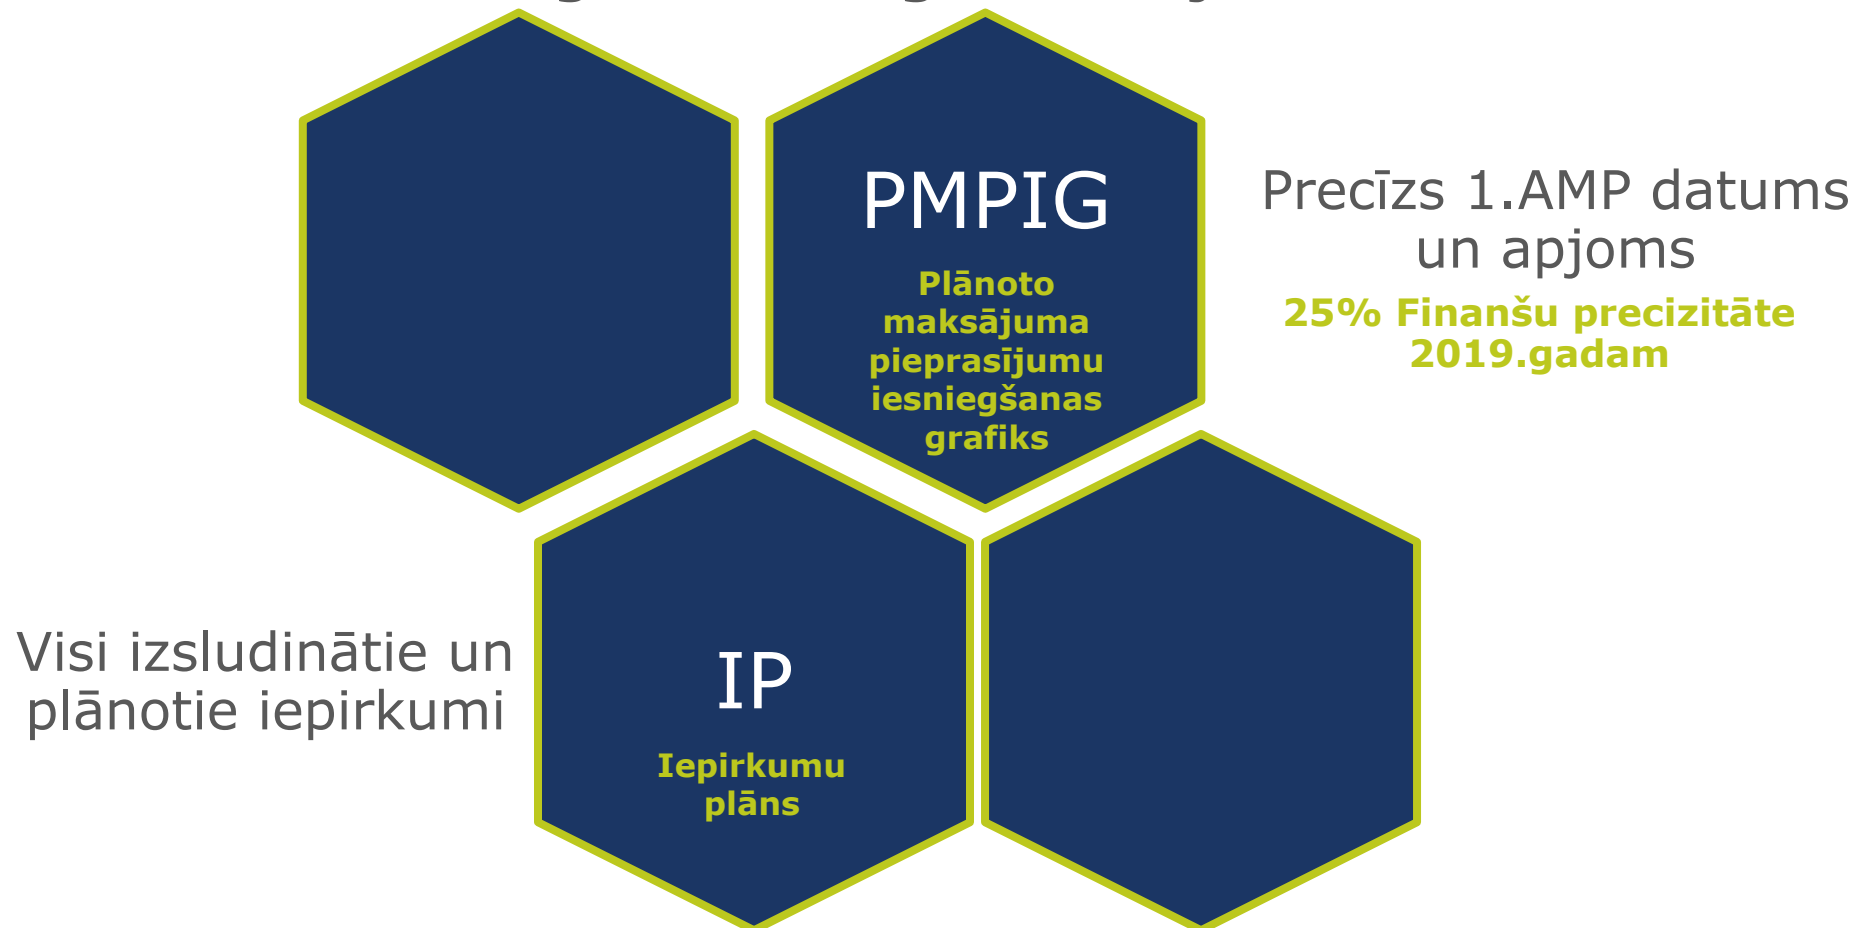 PMPIG
Plānoto
maksājuma
pieprasījumu
iesniegšanas
grafiks
Precīzs 1.AMP datums
un apjoms
25% Finanšu precizitāte
2019.gadam
Visi izsludinātie un
plānotie iepirkumi
IP
Iepirkumu
plāns